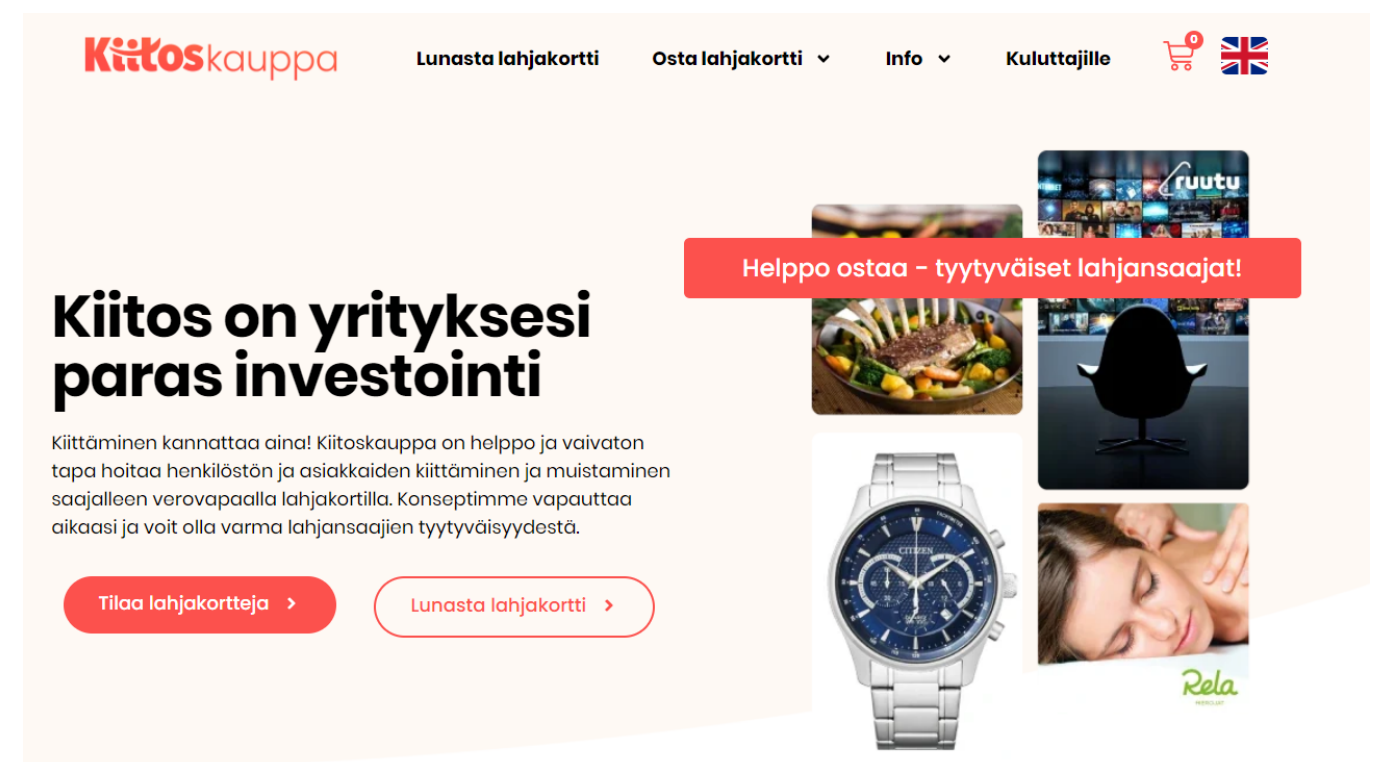 Kiitoskauppa
Lunasta lahjakortti
Osta lahjakortti
Info
Kuluttajille
0
ruutu
Helppo ostaa - tyytyväiset lahjansaajat!
Kiitos on yrityksesi
paras investointi
Kiittäminen kannattaa aina! Kiitoskauppa on helppo ja vaivaton
tapa hoitaa henkilöstön ja asiakkaiden kiittäminen ja muistaminen
saajalleen verovapaalla lahjakortilla. Konseptimme vapauttaa
aikaasi ja voit olla varma lahjansaajien tyytyväisyydestä.
Tilaa lahjakortteja
Lunasta lahjakortti
CITIZEN
Rela
HIEROJAT